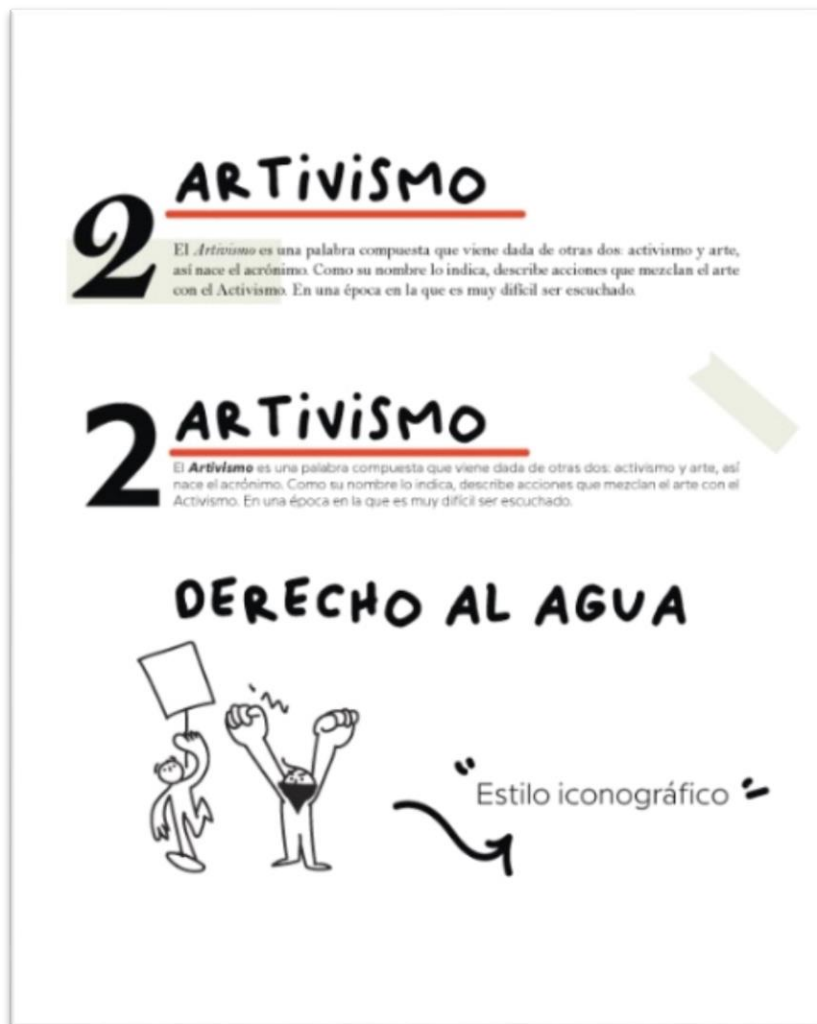 2
ARTiViSMO
El Artivismo es una palabra compuesta que viene dada de otras dos: activismo y arte,
así nace el acrónimo. Como su nombre lo indica, describe acciones que mezclan el arte
con el Activismo. En una época en la que es muy difícil ser escuchado.
2
ARTiViSMO
El Artivismo es una palabra compuesta que viene dada de otras dos: activismo y arte, así
nace el acrónimo. Como su nombre lo indica, describe acciones que mezclan el arte con el
Activismo. En una época en la que es muy difícil ser escuchado.
DERECHO AL AGUA
Estilo iconográfico